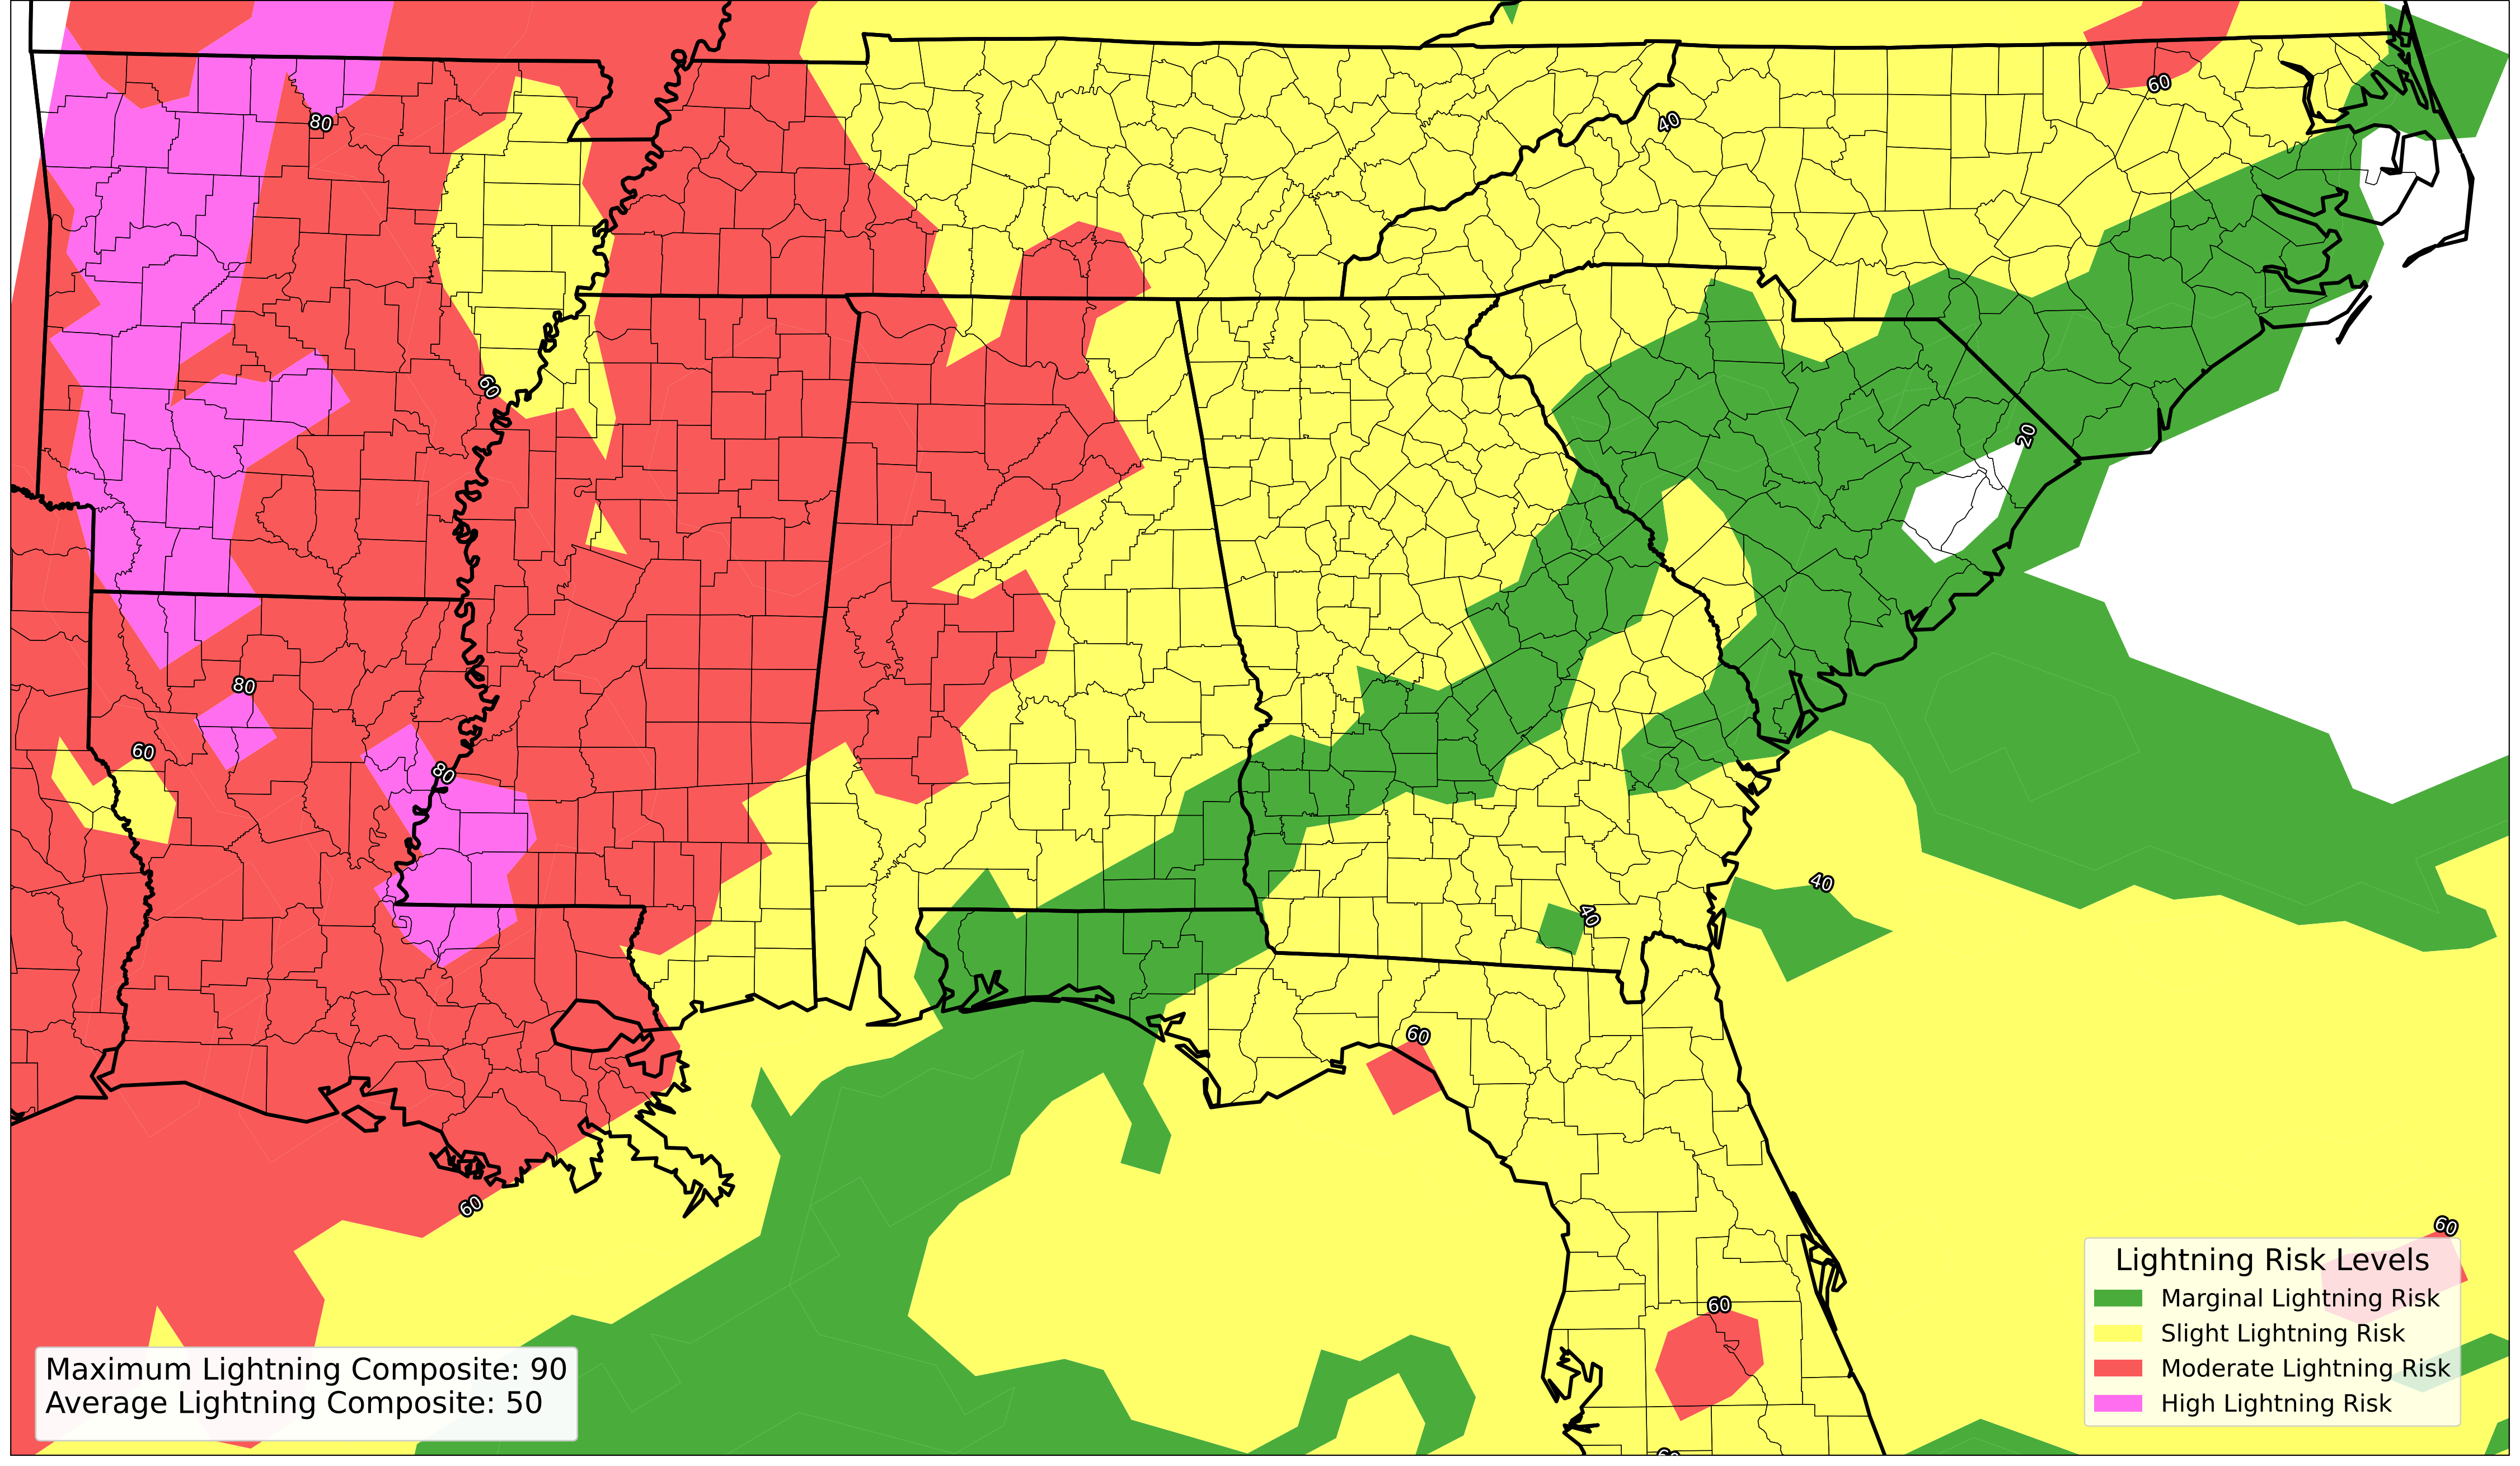 60
40
80
60
20
80
60
80
40
40
60
60
60
60
Lightning Risk Levels
Marginal Lightning Risk
Slight Lightning Risk
Moderate Lightning Risk
High Lightning Risk
Maximum Lightning Composite: 90
Average Lightning Composite: 50